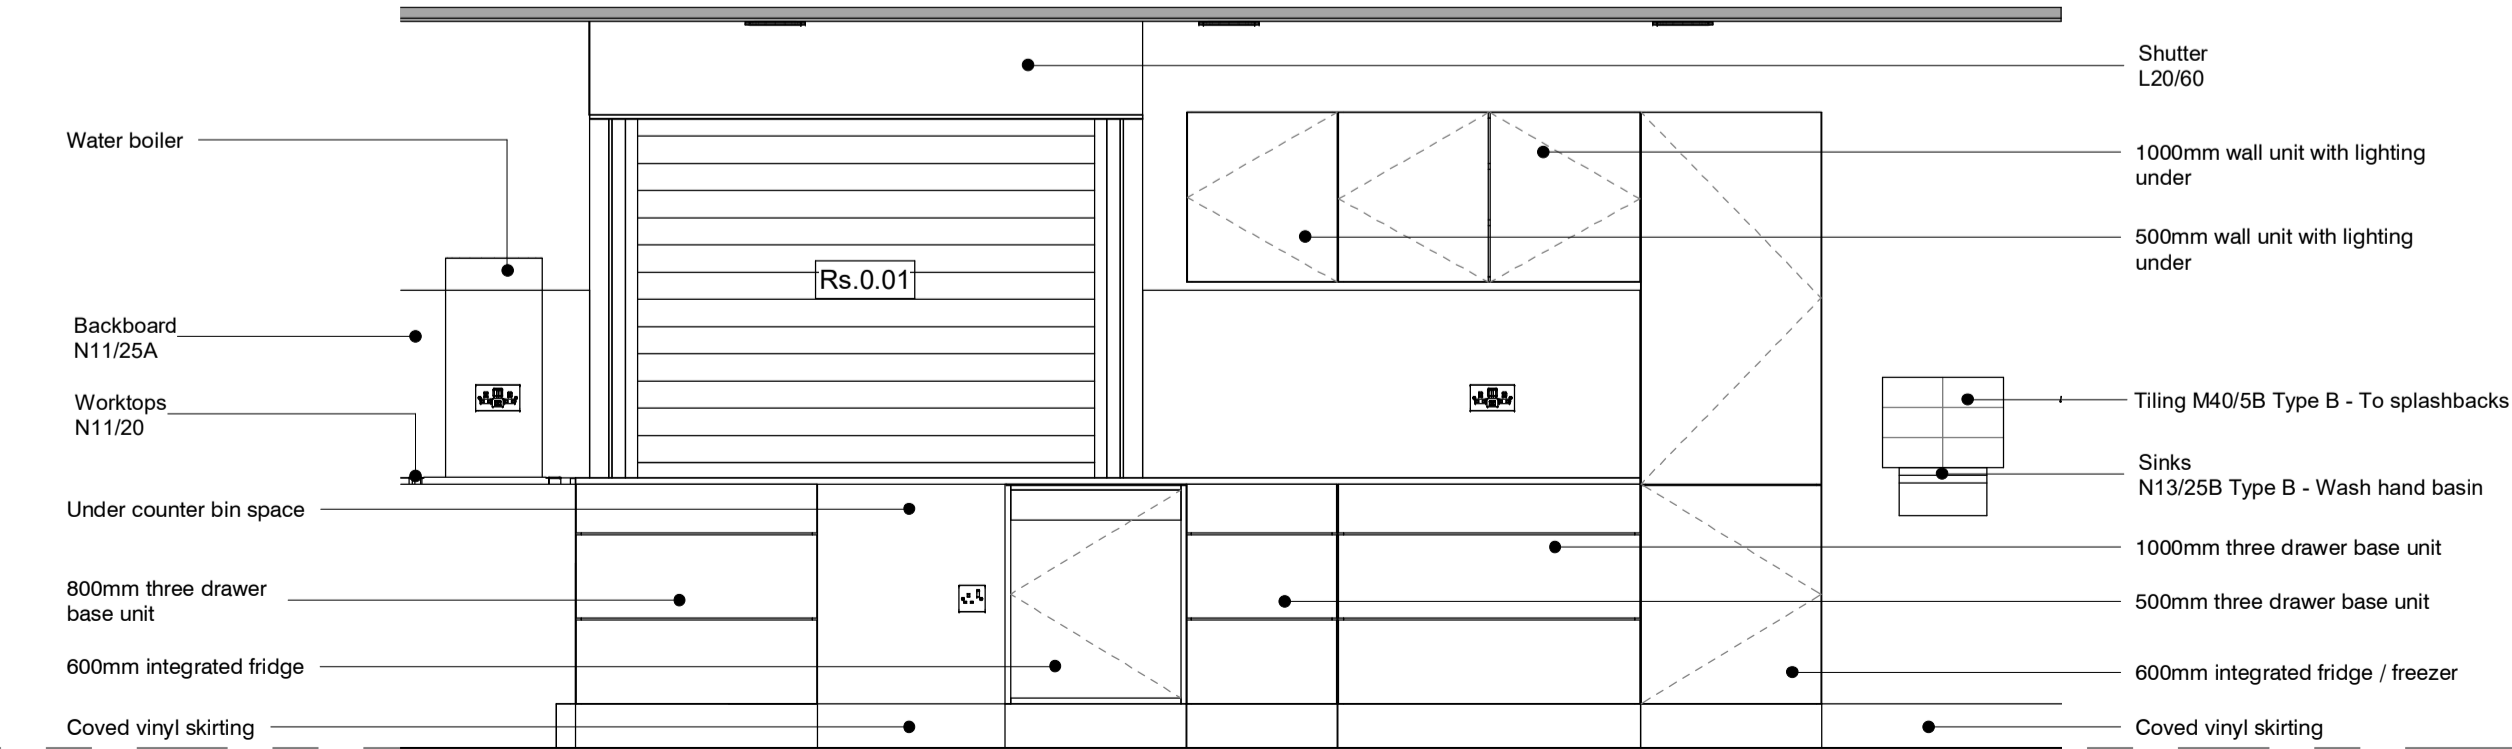 Shutter
L20/60
Water boiler
1000mm wall unit with lighting
under
500mm wall unit with lighting
under
Rs.0.01
Backboard
N11/25A
Worktops
N11/20
Tiling M40/5B Type B - To splashbacks
Sinks
N13/25B Type B - Wash hand basin
Under counter bin space
1000mm three drawer base unit
800mm three drawer
base unit
500mm three drawer base unit
600mm integrated fridge
600mm integrated fridge / freezer
Coved vinyl skirting
Coved vinyl skirting